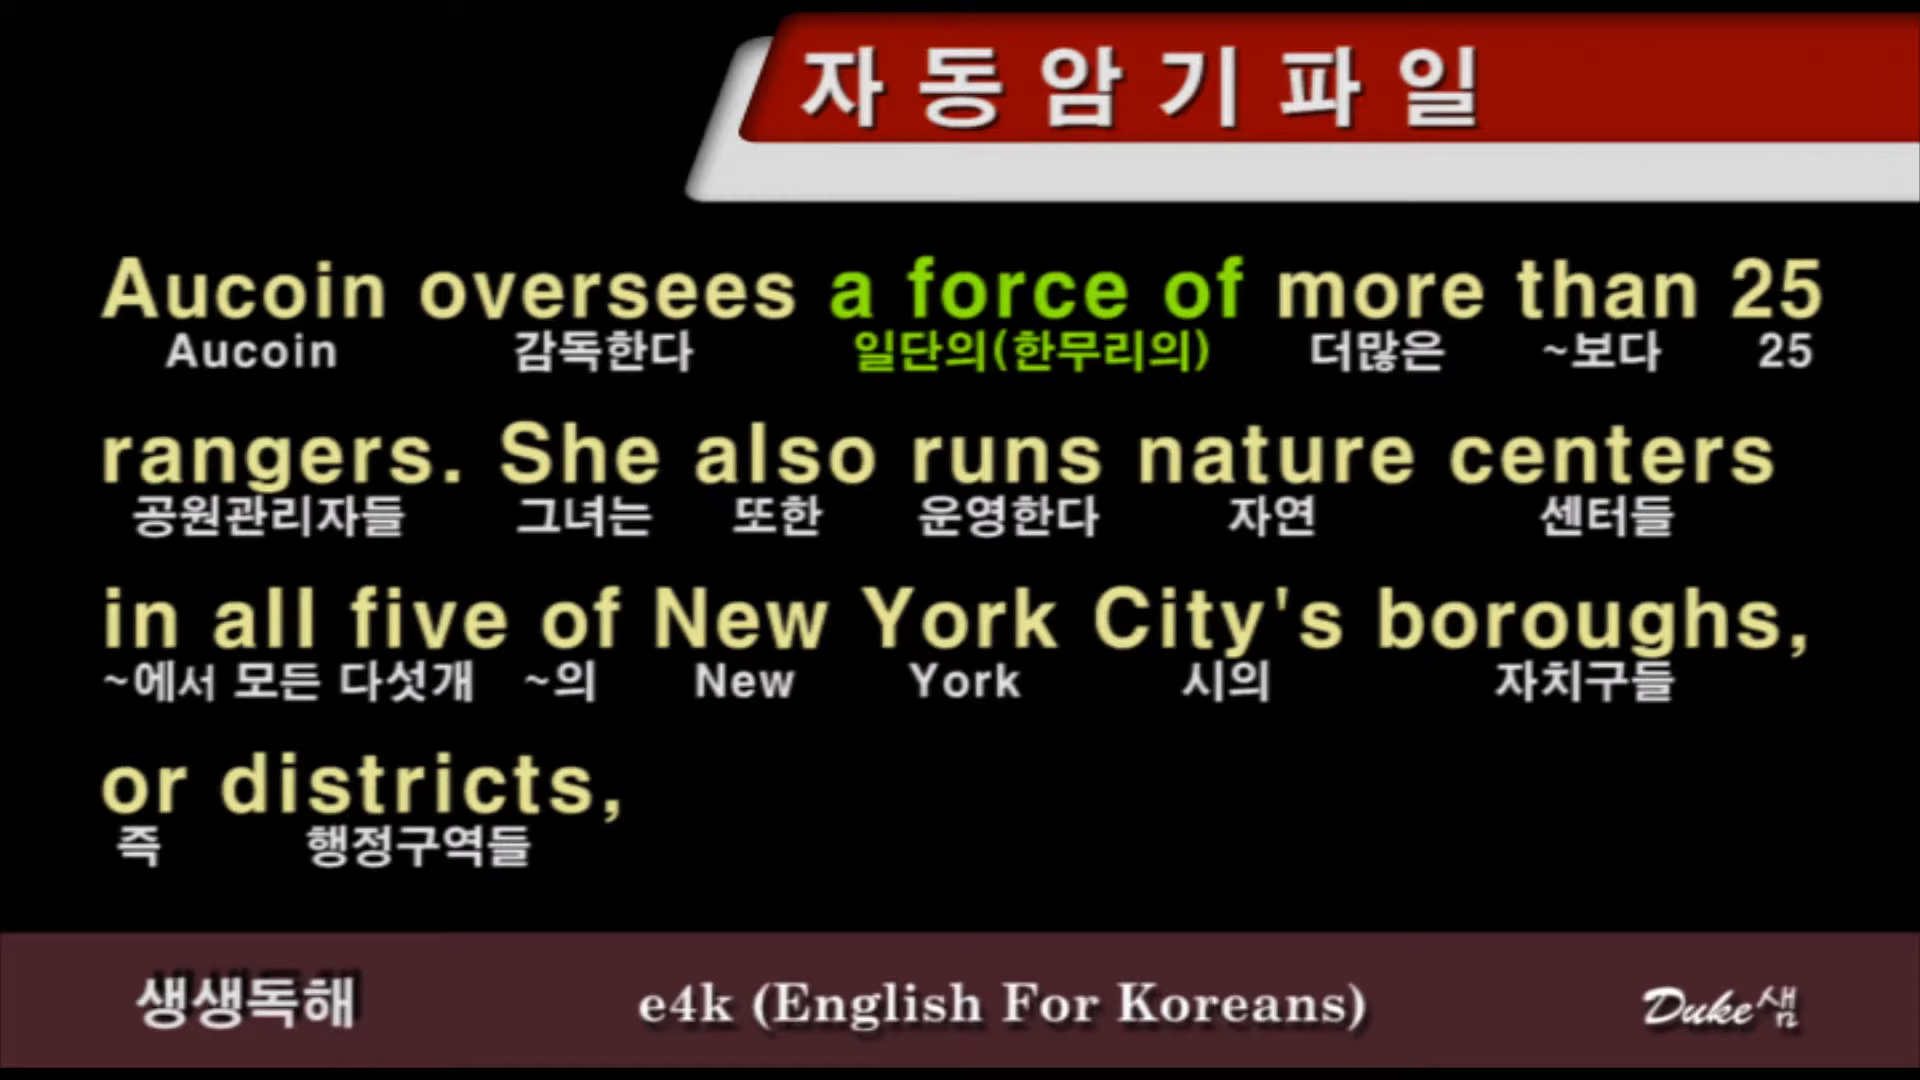 자동암기파일
Aucoin oversees a force of more than 25
Aucoin 감독한다 일단의(한무리의) 더많은 ~보다 25
rangers. She also runs nature centers
공원관리자들 그녀는 또한 운영한다 자연 센터들
in all five of New York City's boroughs,
~에서 모든 다섯개 ~의 New York 시의 자치구들
or districts,
즉 행정구역들
생생독해 e4k (English For Koreans) Duke샘